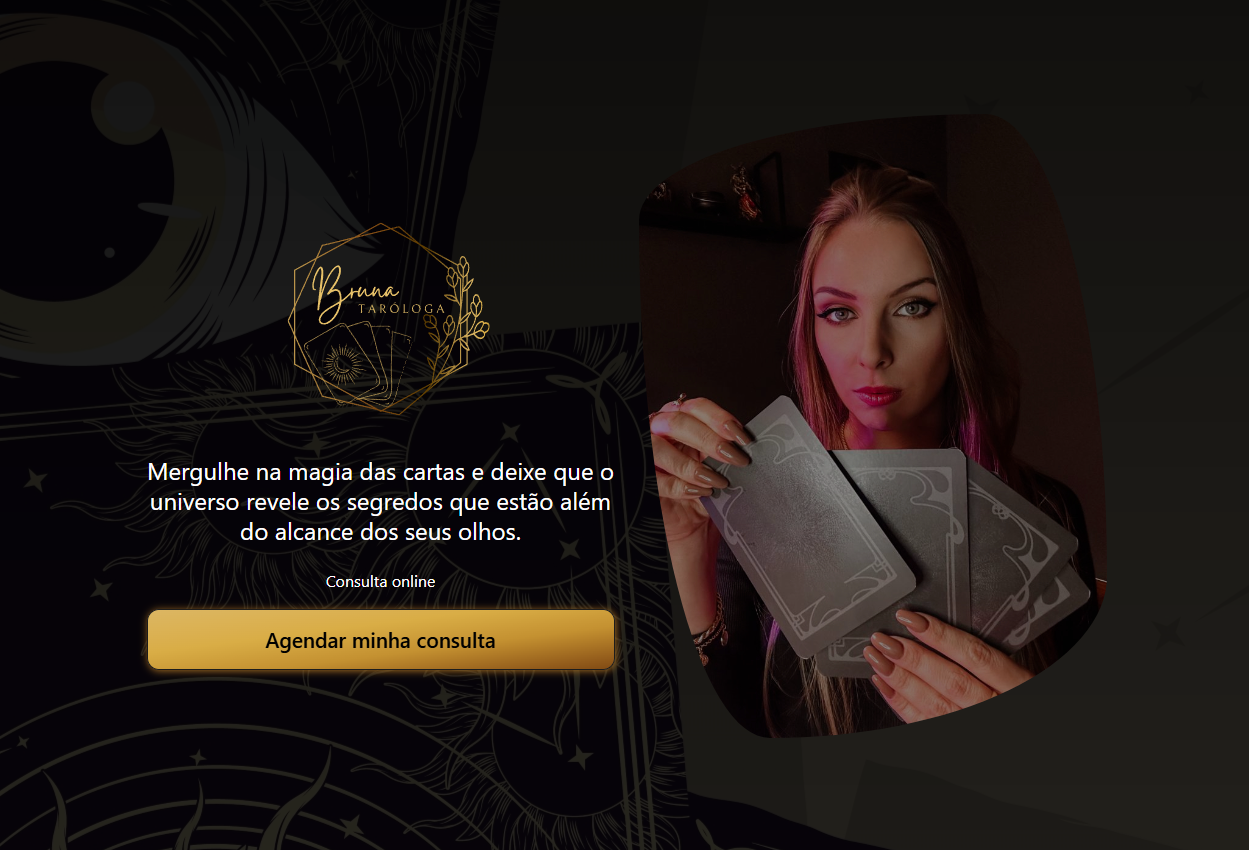 Bruna
TARÓLOGA
Mergulhe na magia das cartas e deixe que o
universo revele os segredos que estão além
do alcance dos seus olhos.
Consulta online
Agendar minha consulta